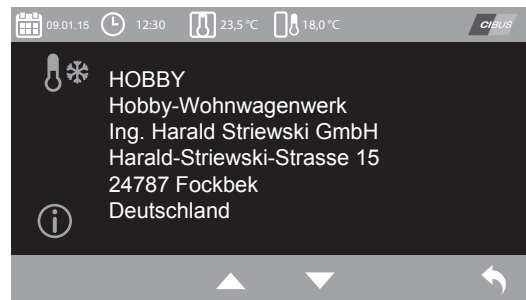 09.01.15 12:30 23,5 °C 18,0 °C CIBUS
HOBBY
Hobby-Wohnwagenwerk
Ing. Harald Striewski GmbH
Harald-Striewski-Strasse 15
24787 Fockbek
Deutschland